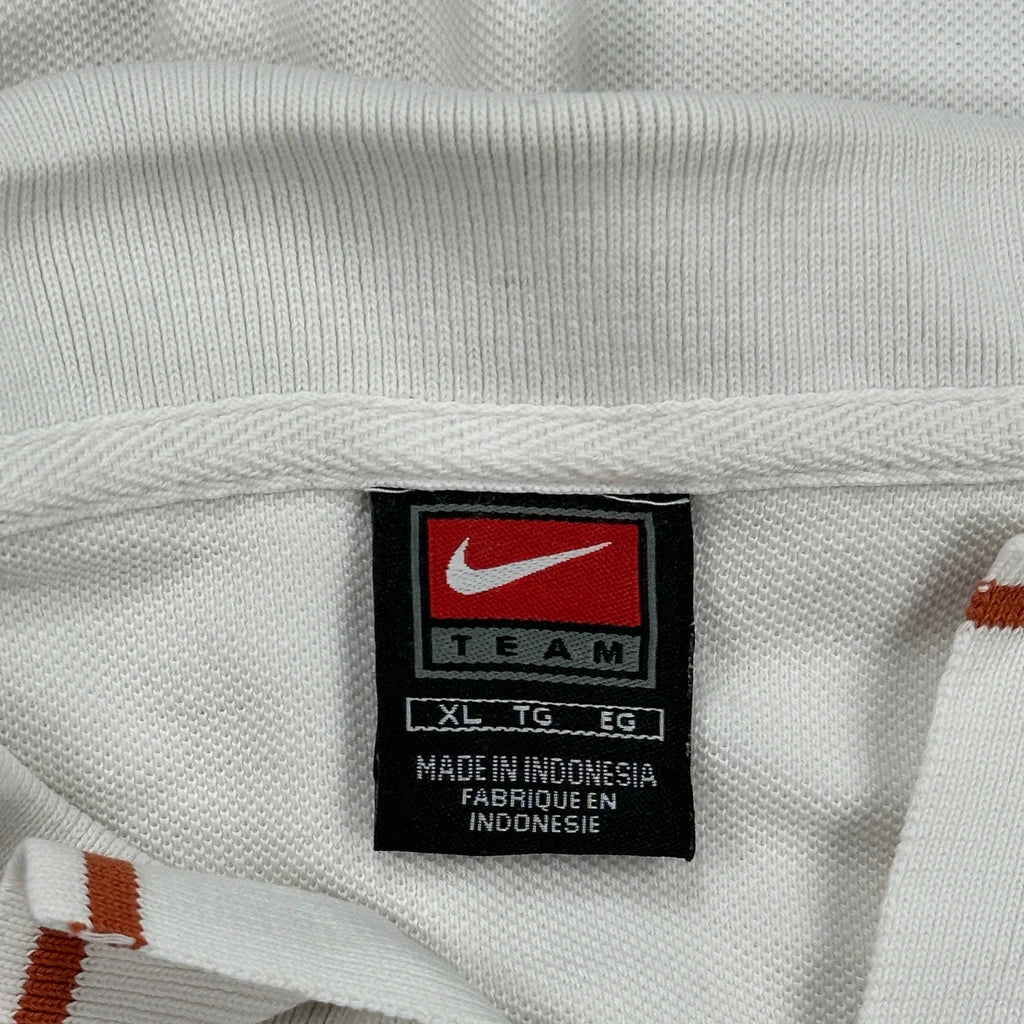 TEAM
XL TG EG
MADE IN INDONESIA
FABRIQUE EN
INDONESIE